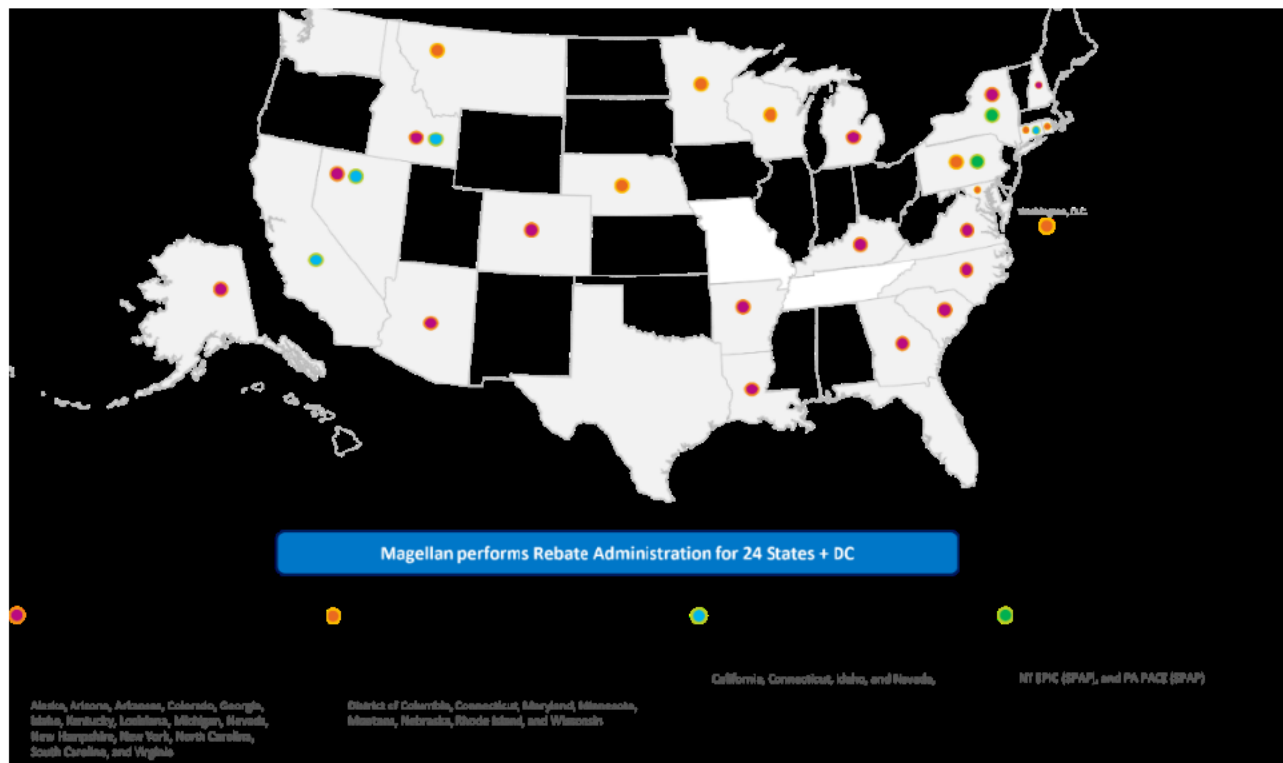 Washington, D.C.
Magellan performs Rebate Administration for 24 States + DC
California, Connecticut, Idaho, and Nevada,
NY EPIC (SPAP), and PA PACE (SPAP)
Alaska, Arizona, Arkansas, Colorado, Georgia,
Idaho, Kentucky, Louisiana, Michigan, Nevada,
New Hampshire, New York, North Carolina,
South Carolina, and Virginia
District of Columbia, Connecticut, Maryland, Minnesota,
Montana, Nebraska, Rhode Island, and Wisconsin